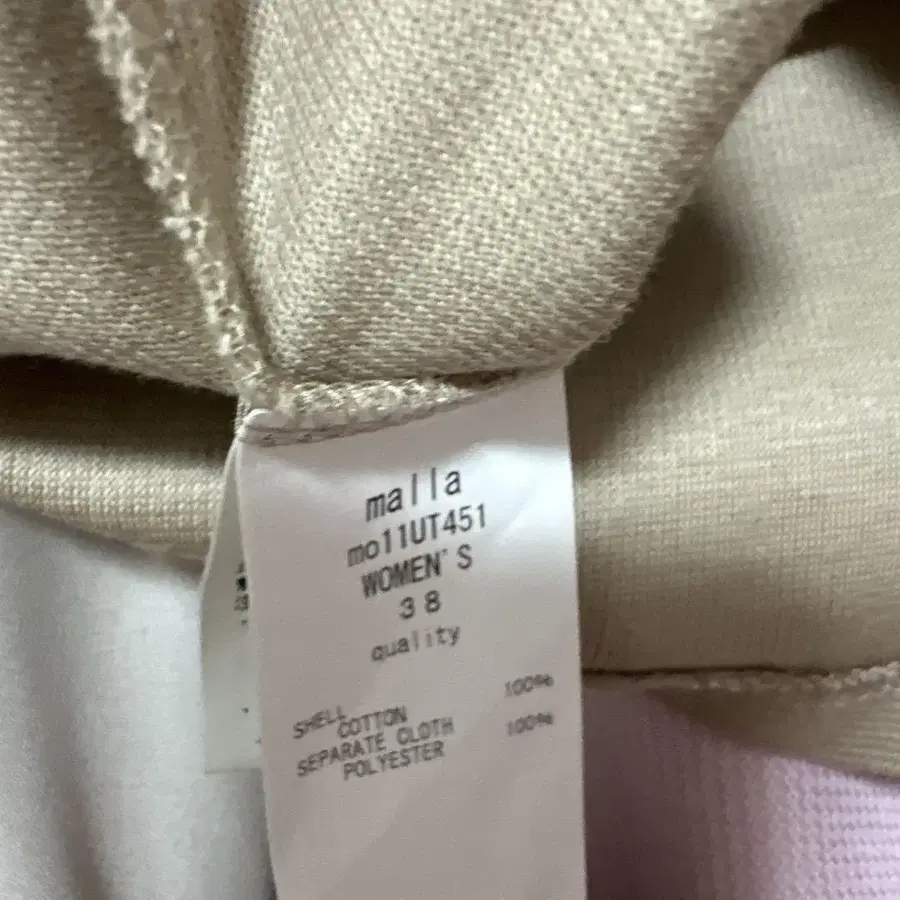 malla
mo11UT451
WOMEN'S
38
quality
SHELL
COTTON 100%
SEPARATE CLOTH
POLYESTER 100%